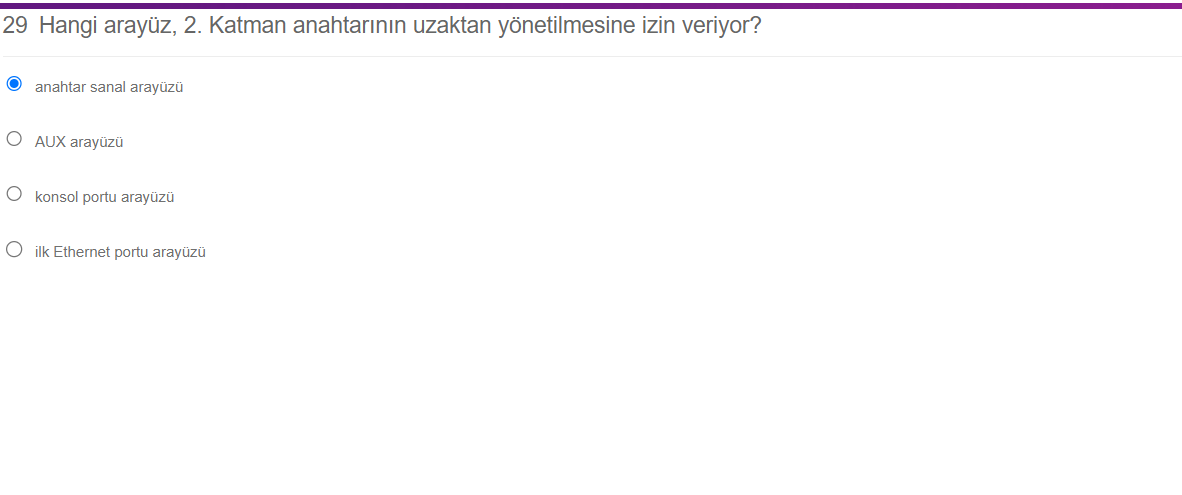 29 Hangi arayüz, 2. Katman anahtarının uzaktan yönetilmesine izin veriyor?
anahtar sanal arayüzü
AUX arayüzü
konsol portu arayüzü
ilk Ethernet portu arayüzü